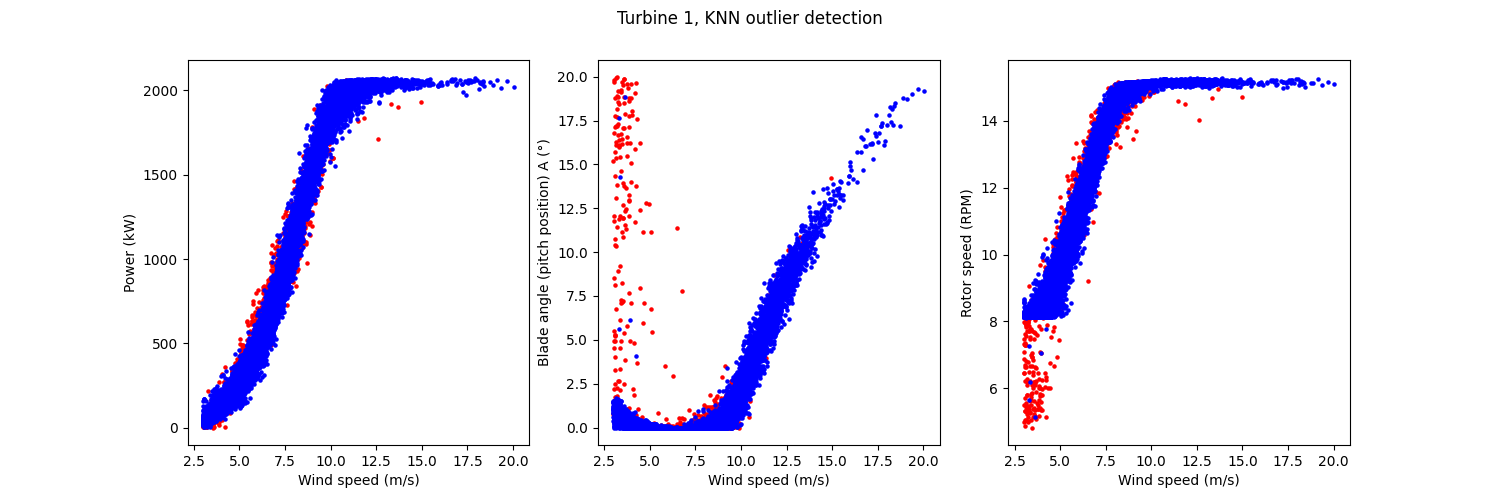 Turbine 1, KNN outlier detection
Power (kW)
2000
1500
1000
500
0
2.5 5.0 7.5 10.0 12.5 15.0 17.5 20.0
Wind speed (m/s)
Blade angle (pitch position) A (°)
20.0
17.5
15.0
12.5
10.0
7.5
5.0
2.5
0.0
2.5 5.0 7.5 10.0 12.5 15.0 17.5 20.0
Wind speed (m/s)
Rotor speed (RPM)
14
12
10
8
6
2.5 5.0 7.5 10.0 12.5 15.0 17.5 20.0
Wind speed (m/s)